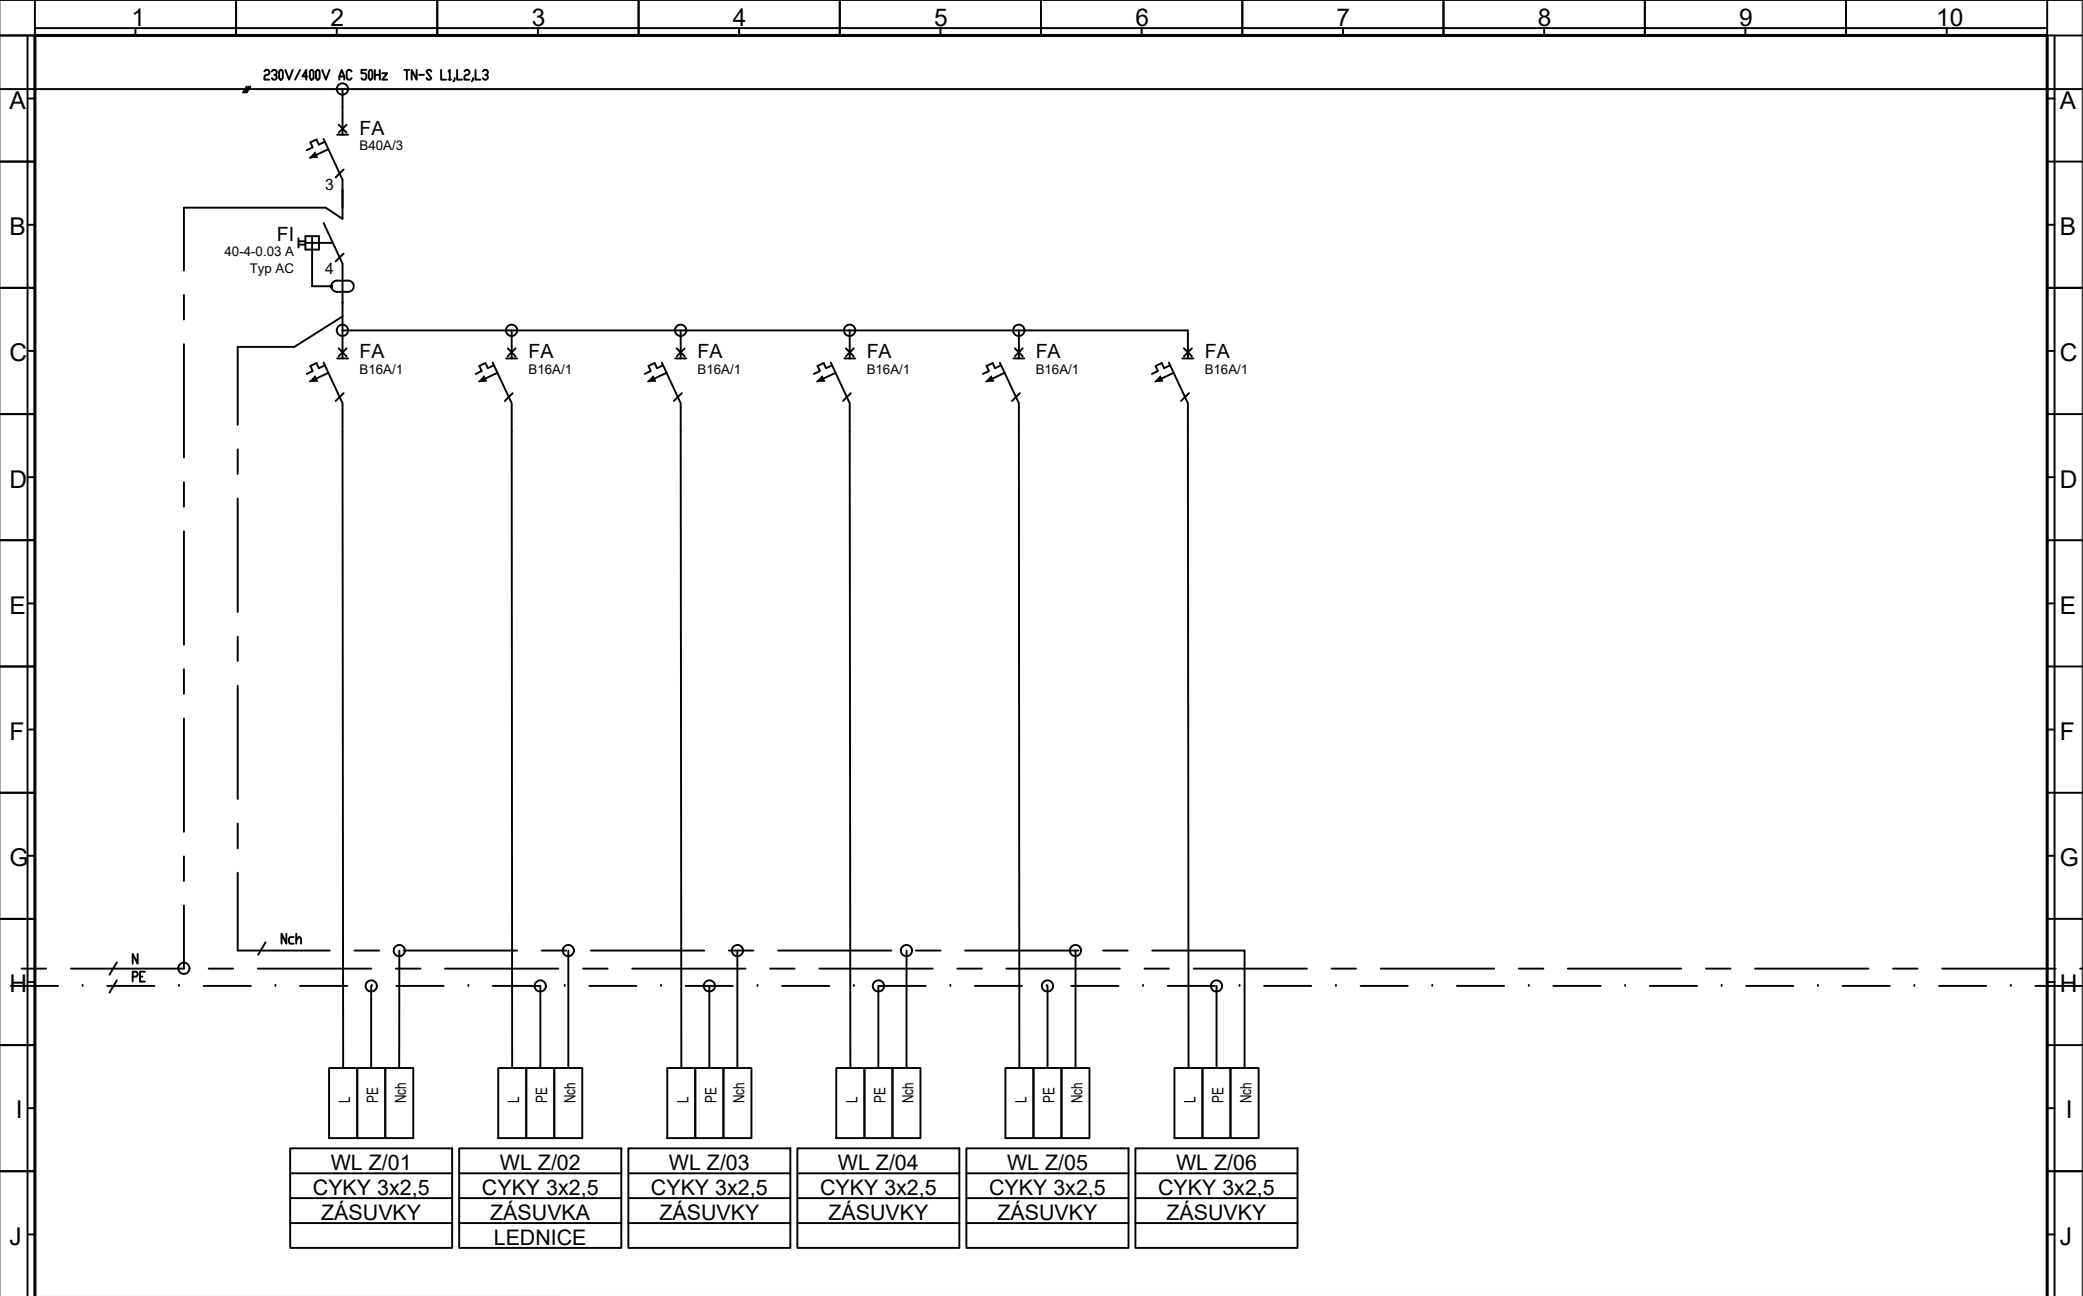 1 2 3 4 5 6 7 8 9 10
230V/400V AC 50Hz TN-S L1,L2,L3
A A
FA
B40A/3
3
B B
FI
40-4-0.03 A
Typ AC
4
C C
FA FA FA FA FA FA
B16A/1 B16A/1 B16A/1 B16A/1 B16A/1 B16A/1
D D
E E
F F
G G
Nch
N
PE
H H
L PE Nch L PE Nch L PE Nch L PE Nch L PE Nch L PE Nch
I I
WL Z/01 WL Z/02 WL Z/03 WL Z/04 WL Z/05 WL Z/06
CYKY 3x2,5 CYKY 3x2,5 CYKY 3x2,5 CYKY 3x2,5 CYKY 3x2,5 CYKY 3x2,5
ZÁSUVKY ZÁSUVKA ZÁSUVKY ZÁSUVKY ZÁSUVKY ZÁSUVKY
J LEDNICE J